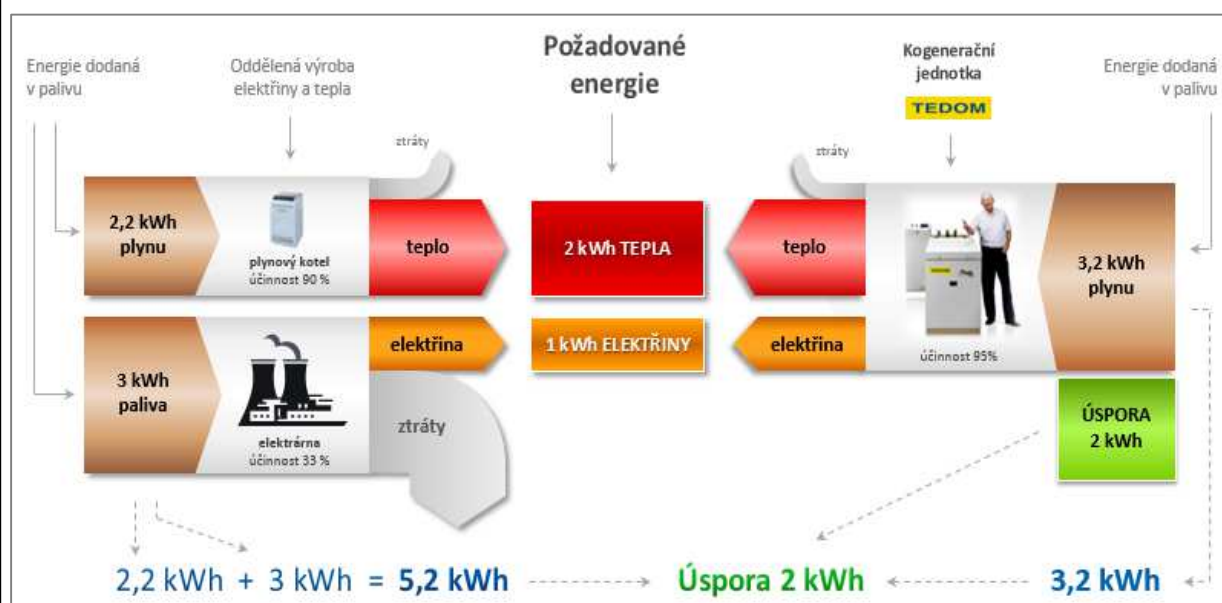 Energie dodaná
v palivu
Oddělená výroba
elektřiny a tepla
Požadované
energie
Kogenerační
jednotka
TEDOM
Energie dodaná
v palivu
ztráty
ztráty
2,2 kWh
plynu
plynový kotel
účinnost 90 %
teplo
2 kWh TEPLA
teplo
3,2 kWh
plynu
3 kWh
paliva
elektrárna
účinnost 33 %
elektřina
1 kWh ELEKTŘINY
elektřina
účinnost 95%
ztráty
ÚSPORA
2 kWh
2,2 kWh + 3 kWh = 5,2 kWh
Úspora 2 kWh
3,2 kWh